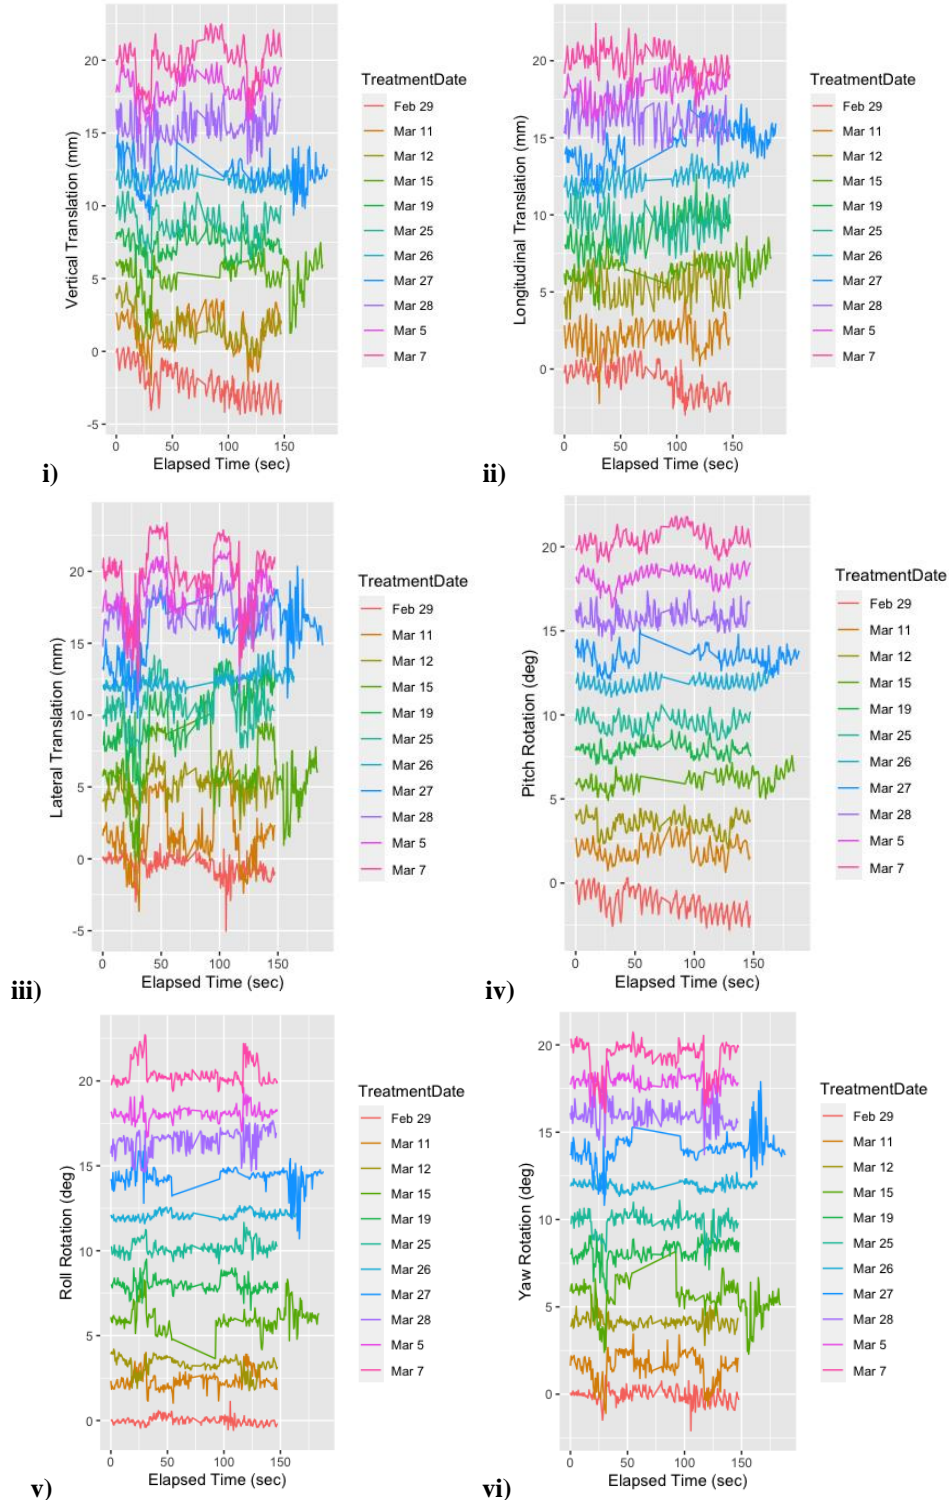 Vertical Translation (mm)
20
15
10
5
0
-5
0 50 100 150
Elapsed Time (sec)
TreatmentDate
Feb 29
Mar 11
Mar 12
Mar 15
Mar 19
Mar 25
Mar 26
Mar 27
Mar 28
Mar 5
Mar 7
i)
Longitudinal Translation (mm)
20
15
10
5
0
0 50 100 150
Elapsed Time (sec)
TreatmentDate
Feb 29
Mar 11
Mar 12
Mar 15
Mar 19
Mar 25
Mar 26
Mar 27
Mar 28
Mar 5
Mar 7
ii)
Lateral Translation (mm)
20
15
10
5
0
-5
0 50 100 150
Elapsed Time (sec)
TreatmentDate
Feb 29
Mar 11
Mar 12
Mar 15
Mar 19
Mar 25
Mar 26
Mar 27
Mar 28
Mar 5
Mar 7
iii)
Pitch Rotation (deg)
20
15
10
5
0
0 50 100 150
Elapsed Time (sec)
TreatmentDate
Feb 29
Mar 11
Mar 12
Mar 15
Mar 19
Mar 25
Mar 26
Mar 27
Mar 28
Mar 5
Mar 7
iv)
Roll Rotation (deg)
20
15
10
5
0
0 50 100 150
Elapsed Time (sec)
TreatmentDate
Feb 29
Mar 11
Mar 12
Mar 15
Mar 19
Mar 25
Mar 26
Mar 27
Mar 28
Mar 5
Mar 7
v)
Yaw Rotation (deg)
20
15
10
5
0
0 50 100 150
Elapsed Time (sec)
TreatmentDate
Feb 29
Mar 11
Mar 12
Mar 15
Mar 19
Mar 25
Mar 26
Mar 27
Mar 28
Mar 5
Mar 7
vi)